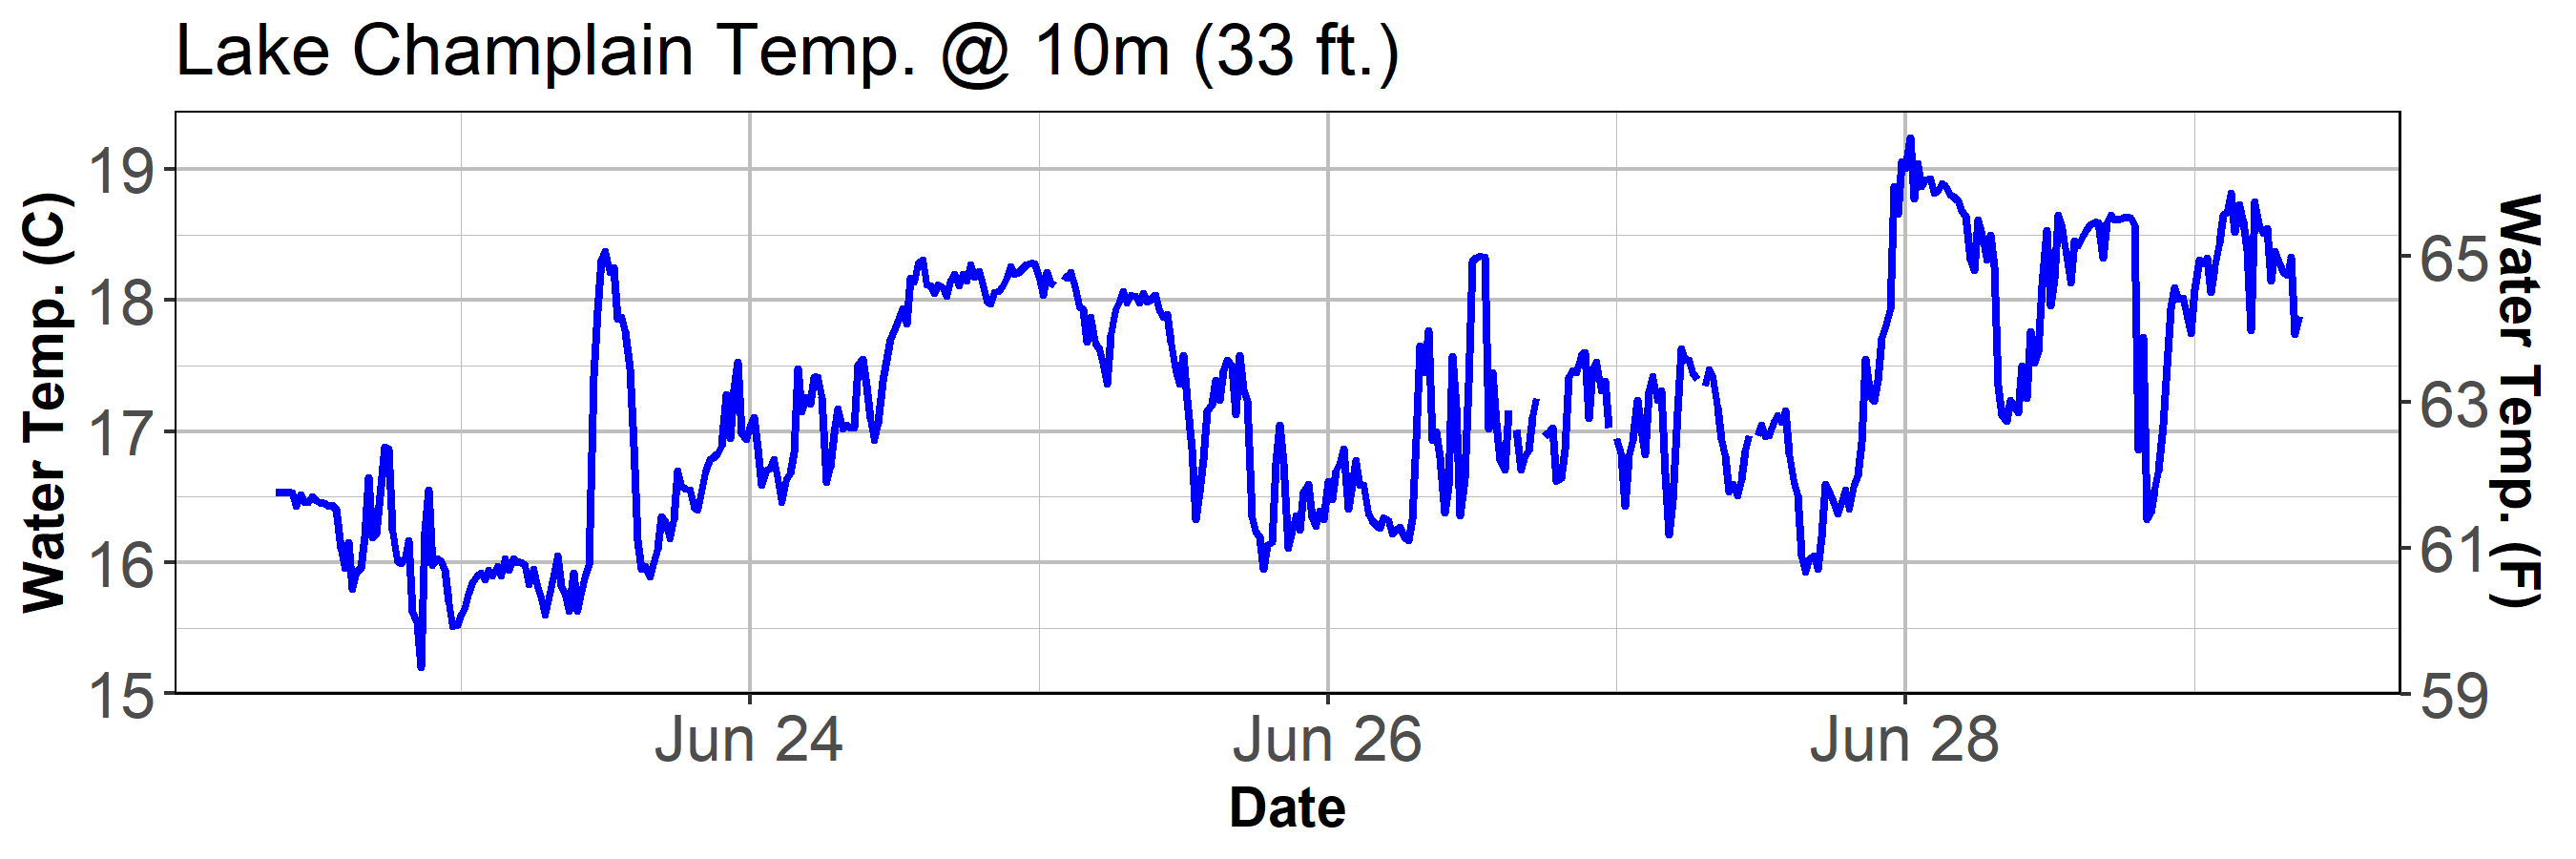 Lake Champlain Temp. @ 10m (33 ft.)
Water Temp. (C)
19
18
17
16
15
65
63
61
59
Water Temp. (F)
Jun 24 Jun 26 Jun 28
Date